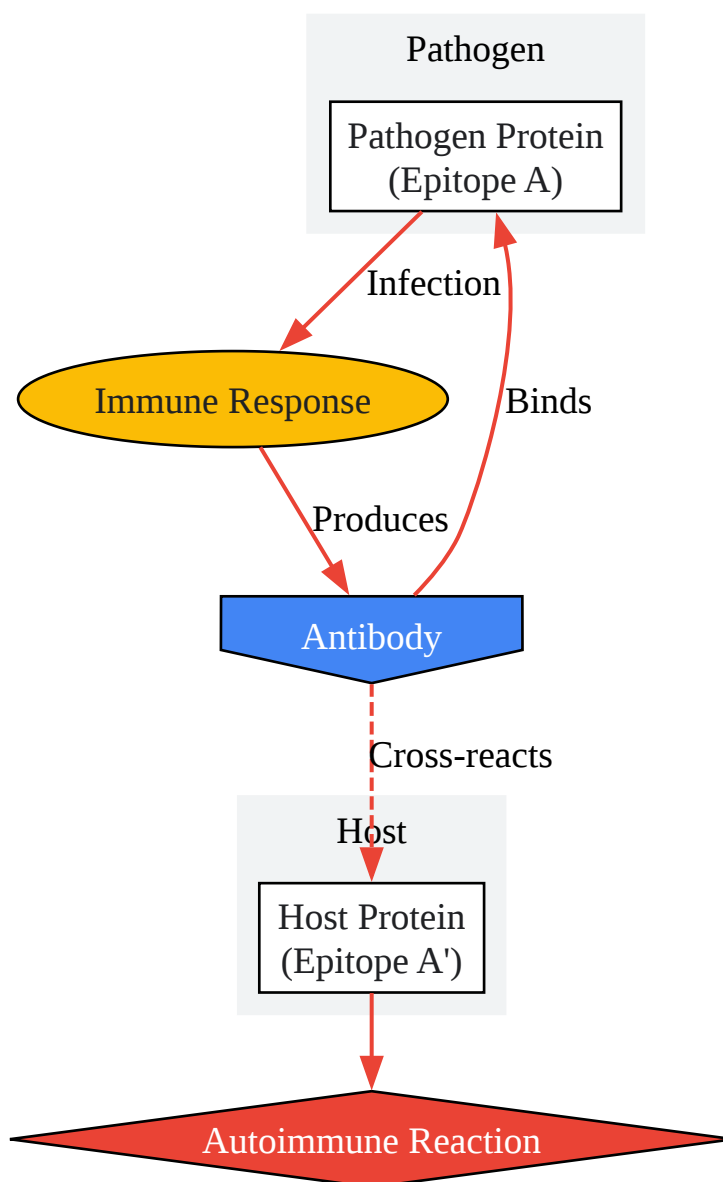 Pathogen
Pathogen Protein
(Epitope A)
Infection
Immune Response
Binds
Produces
Antibody
Cross-reacts
Host
Host Protein
(Epitope A')
Autoimmune Reaction